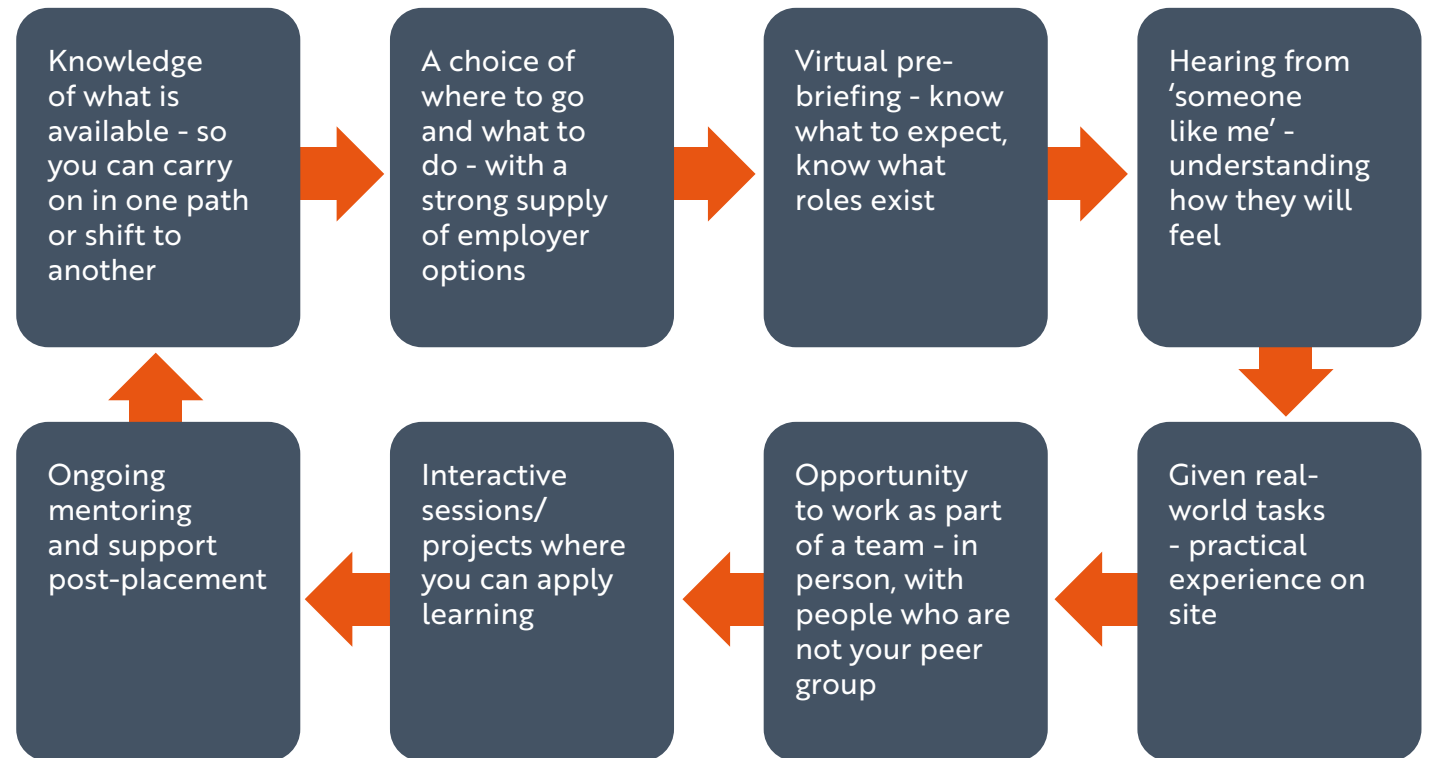 Knowledge
of what is
available - so
you can carry
on in one path
or shift to
another
A choice of
where to go
and what to
do - with a
strong supply
of employer
options
Virtual pre-
briefing - know
what to expect,
know what
roles exist
Hearing from
‘someone
like me’ -
understanding
how they will
feel
Given real-
world tasks
- practical
experience on
site
Opportunity
to work as part
of a team - in
person, with
people who are
not your peer
group
Interactive
sessions/
projects where
you can apply
learning
Ongoing
mentoring
and support
post-placement